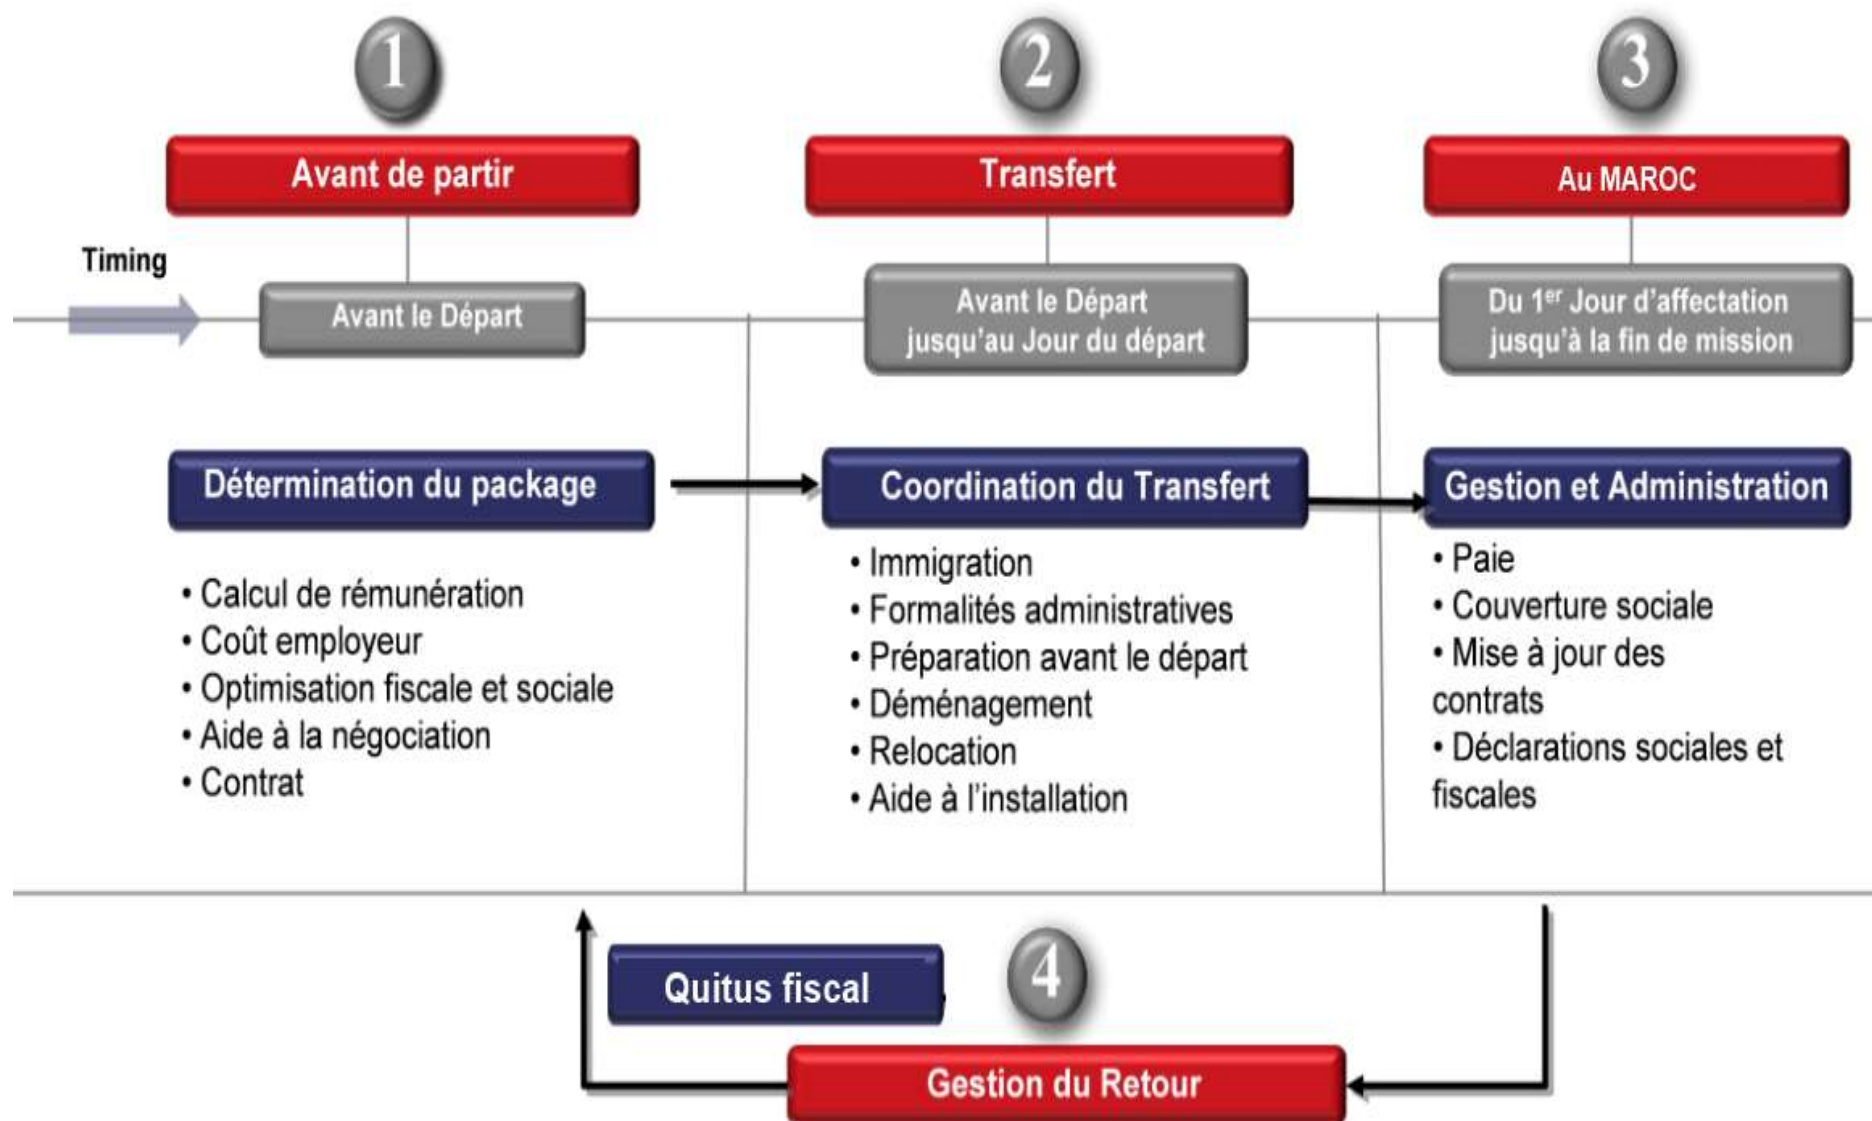 1
Avant de partir
Timing
Avant le Départ
Détermination du package
• Calcul de rémunération
• Coût employeur
• Optimisation fiscale et sociale
• Aide à la négociation
• Contrat
2
Transfert
Avant le Départ
jusqu'au Jour du départ
Coordination du Transfert
• Immigration
• Formalités administratives
• Préparation avant le départ
• Déménagement
• Relocation
• Aide à l'installation
3
Au MAROC
Du 1er Jour d'affectation
jusqu'à la fin de mission
Gestion et Administration
• Paie
• Couverture sociale
• Mise à jour des
contrats
• Déclarations sociales et
fiscales
Quitus fiscal
4
Gestion du Retour